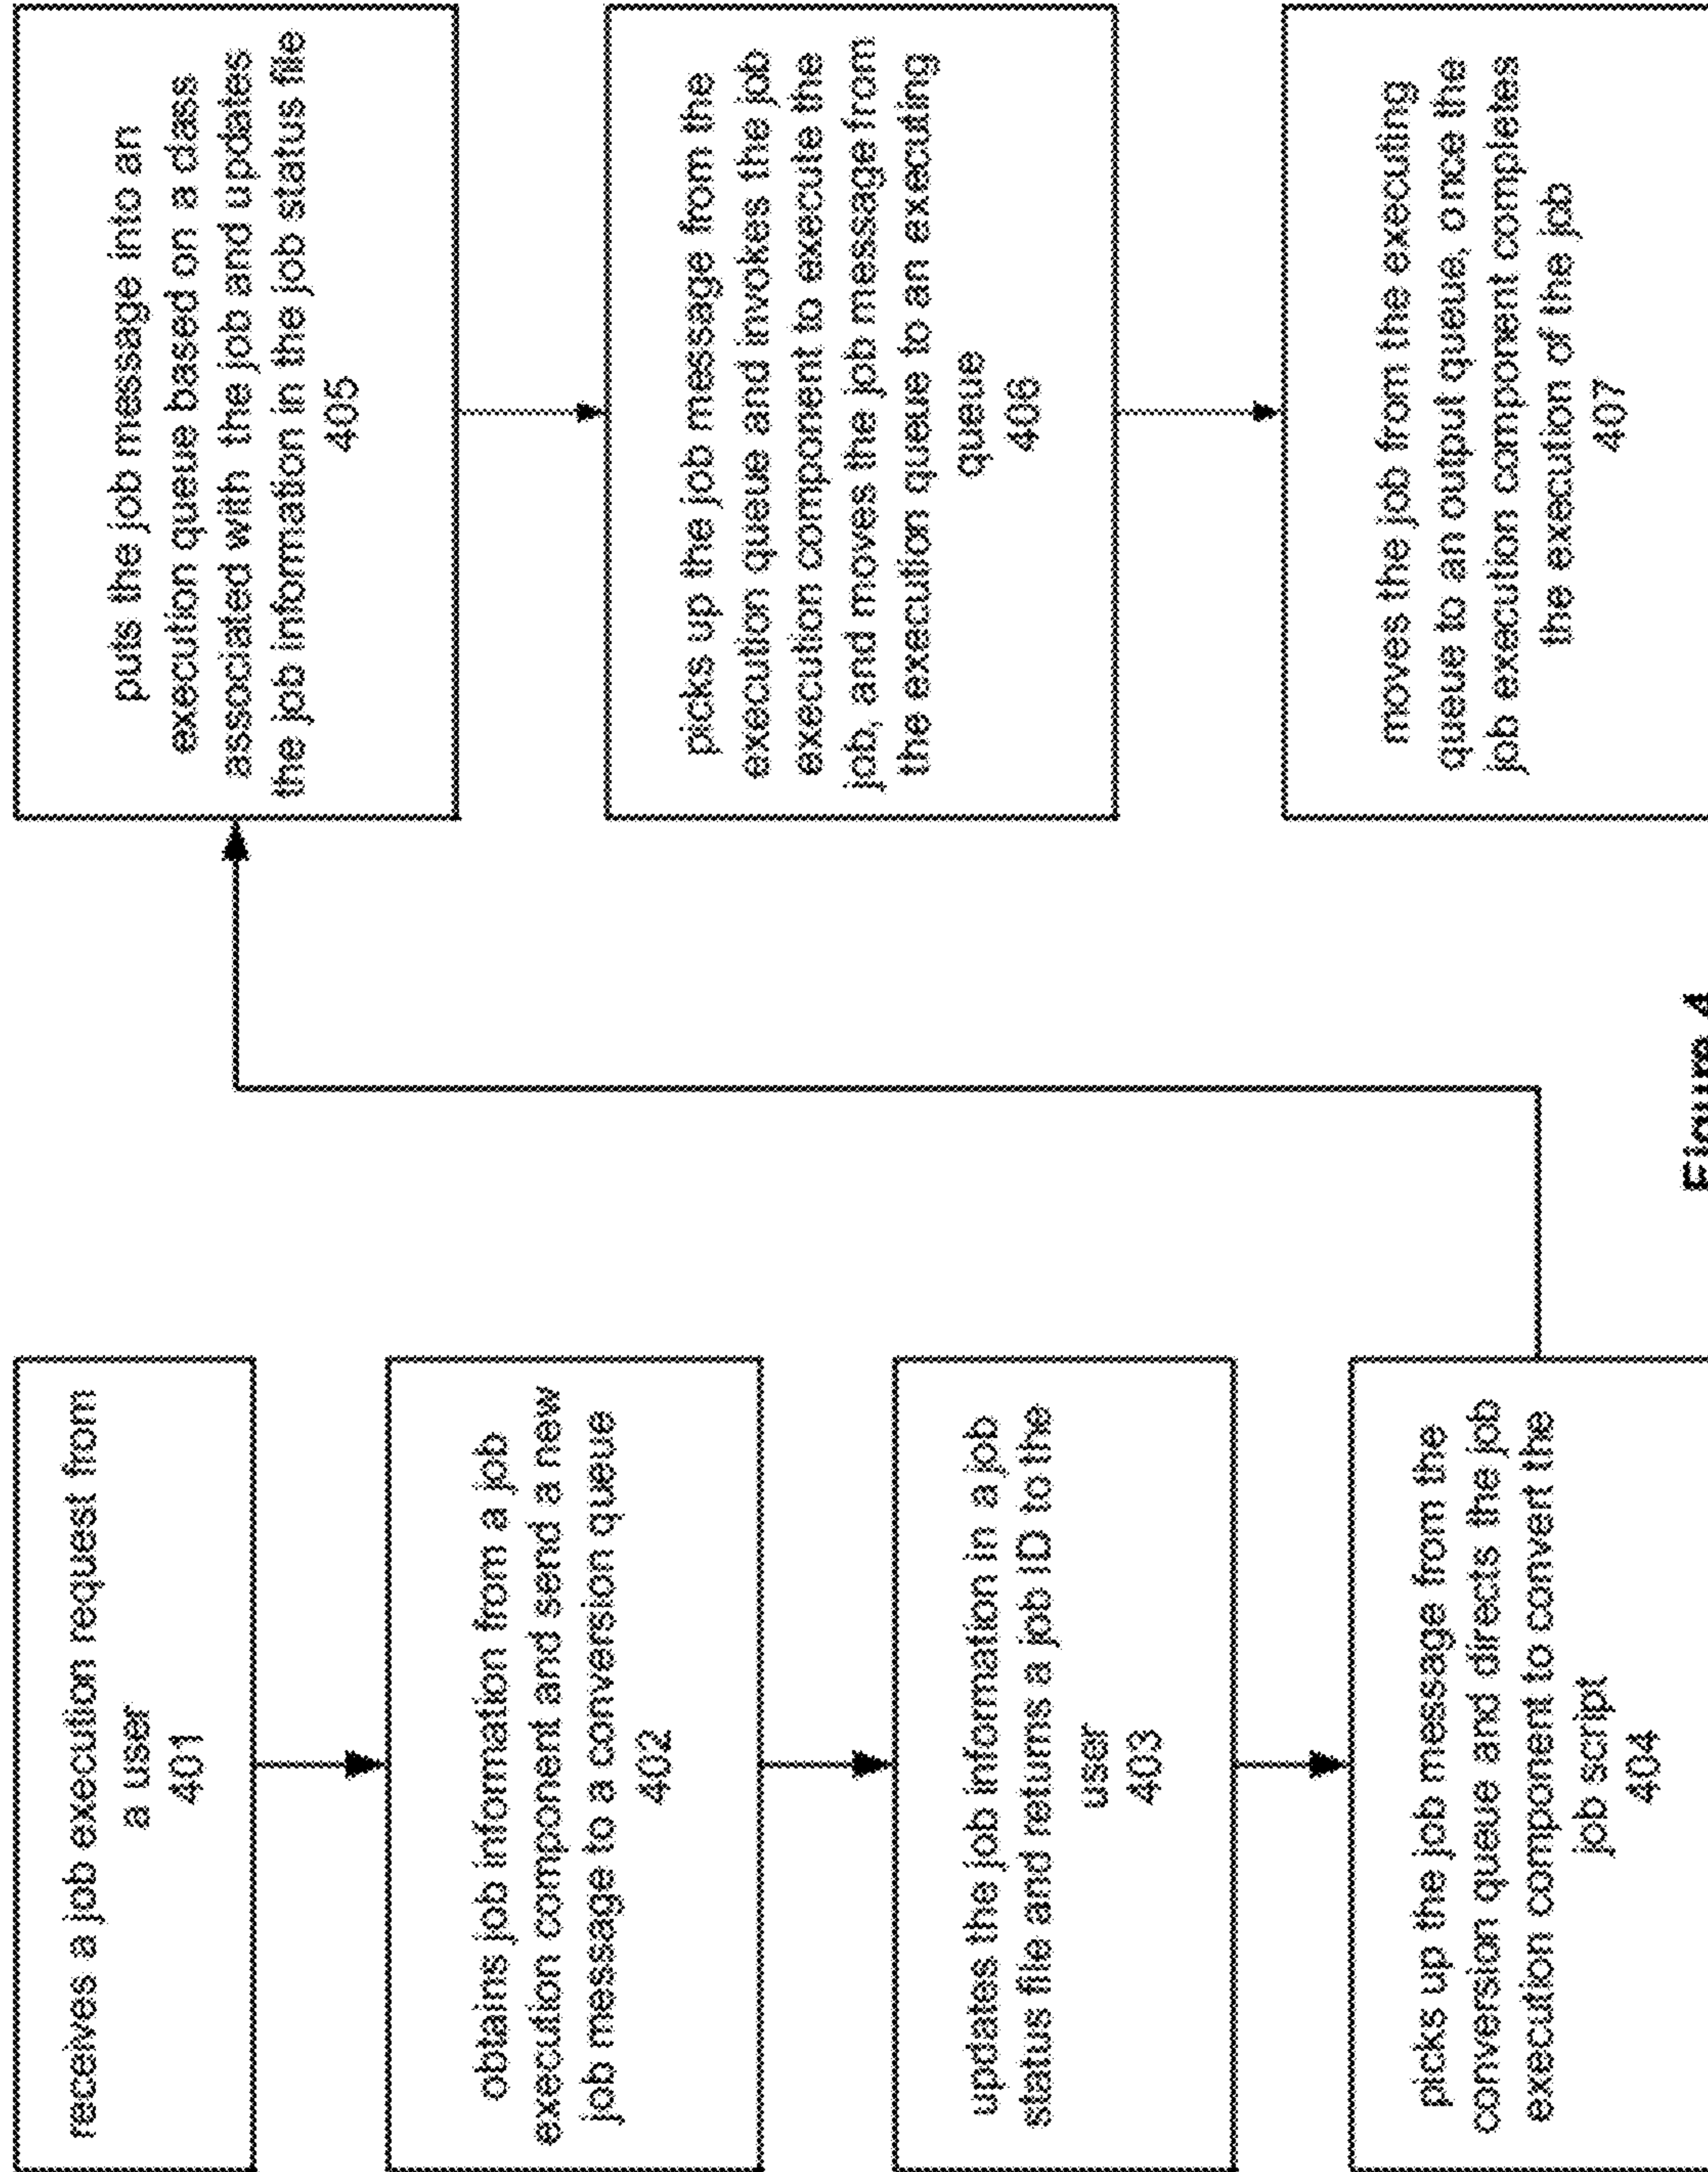 receives a job execution request from
a user
401
obtains job information from a job
execution component and send a new
job message to a conversion queue
402
updates the job information in a job
status file and returns a job ID to the
user
403
picks up the job message from the
conversion queue and directs the job
execution component to convert the
job script
404
puts the job message into an
execution queue based on a class
associated with the job and updates
the job information in the job status file
405
picks up the job message from the
execution queue and invokes the job
execution component to execute the
job, and moves the job message from
the execution queue to an executing
queue
406
moves the job from the executing
queue to an output queue, once the
job execution component completes
the execution of the job
407
Figure 4